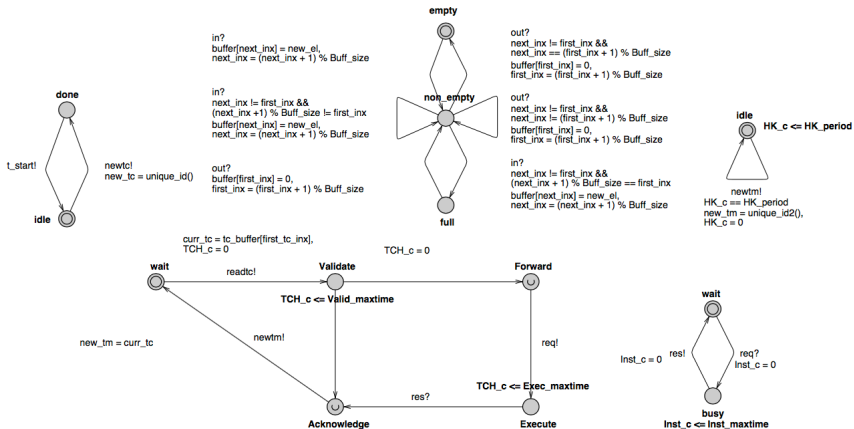 empty
in?
buffer[next_inx] = new_el,
next_inx = (next_inx + 1) % Buff_size
out?
next_inx != first_inx &&
next_inx == (first_inx + 1) % Buff_size
buffer[first_inx] = 0,
first_inx = (first_inx + 1) % Buff_size
done
in?
next_inx != first_inx &&
(next_inx +1) % Buff_size != first_inx
buffer[next_inx] = new_el,
next_inx = (next_inx + 1) % Buff_size
non_empty
out?
next_inx != first_inx &&
next_inx != (first_inx + 1) % Buff_size
buffer[first_inx] = 0,
first_inx = (first_inx + 1) % Buff_size
idle
HK_c <= HK_period
t_start!
newtc!
new_tc = unique_id()
out?
buffer[first_inx] = 0,
first_inx = (first_inx + 1) % Buff_size
in?
next_inx != first_inx &&
(next_inx + 1) % Buff_size == first_inx
buffer[next_inx] = new_el,
next_inx = (next_inx + 1) % Buff_size
newtm!
HK_c == HK_period
new_tm = unique_id2(),
HK_c = 0
idle
full
curr_tc = tc_buffer[first_tc_inx],
TCH_c = 0
TCH_c = 0
wait
readtc!
Validate
Forward
TCH_c <= Valid_maxtime
wait
new_tm = curr_tc
newtm!
req!
res!
Inst_c = 0
req?
Inst_c = 0
TCH_c <= Exec_maxtime
res?
Acknowledge
Execute
busy
Inst_c <= Inst_maxtime